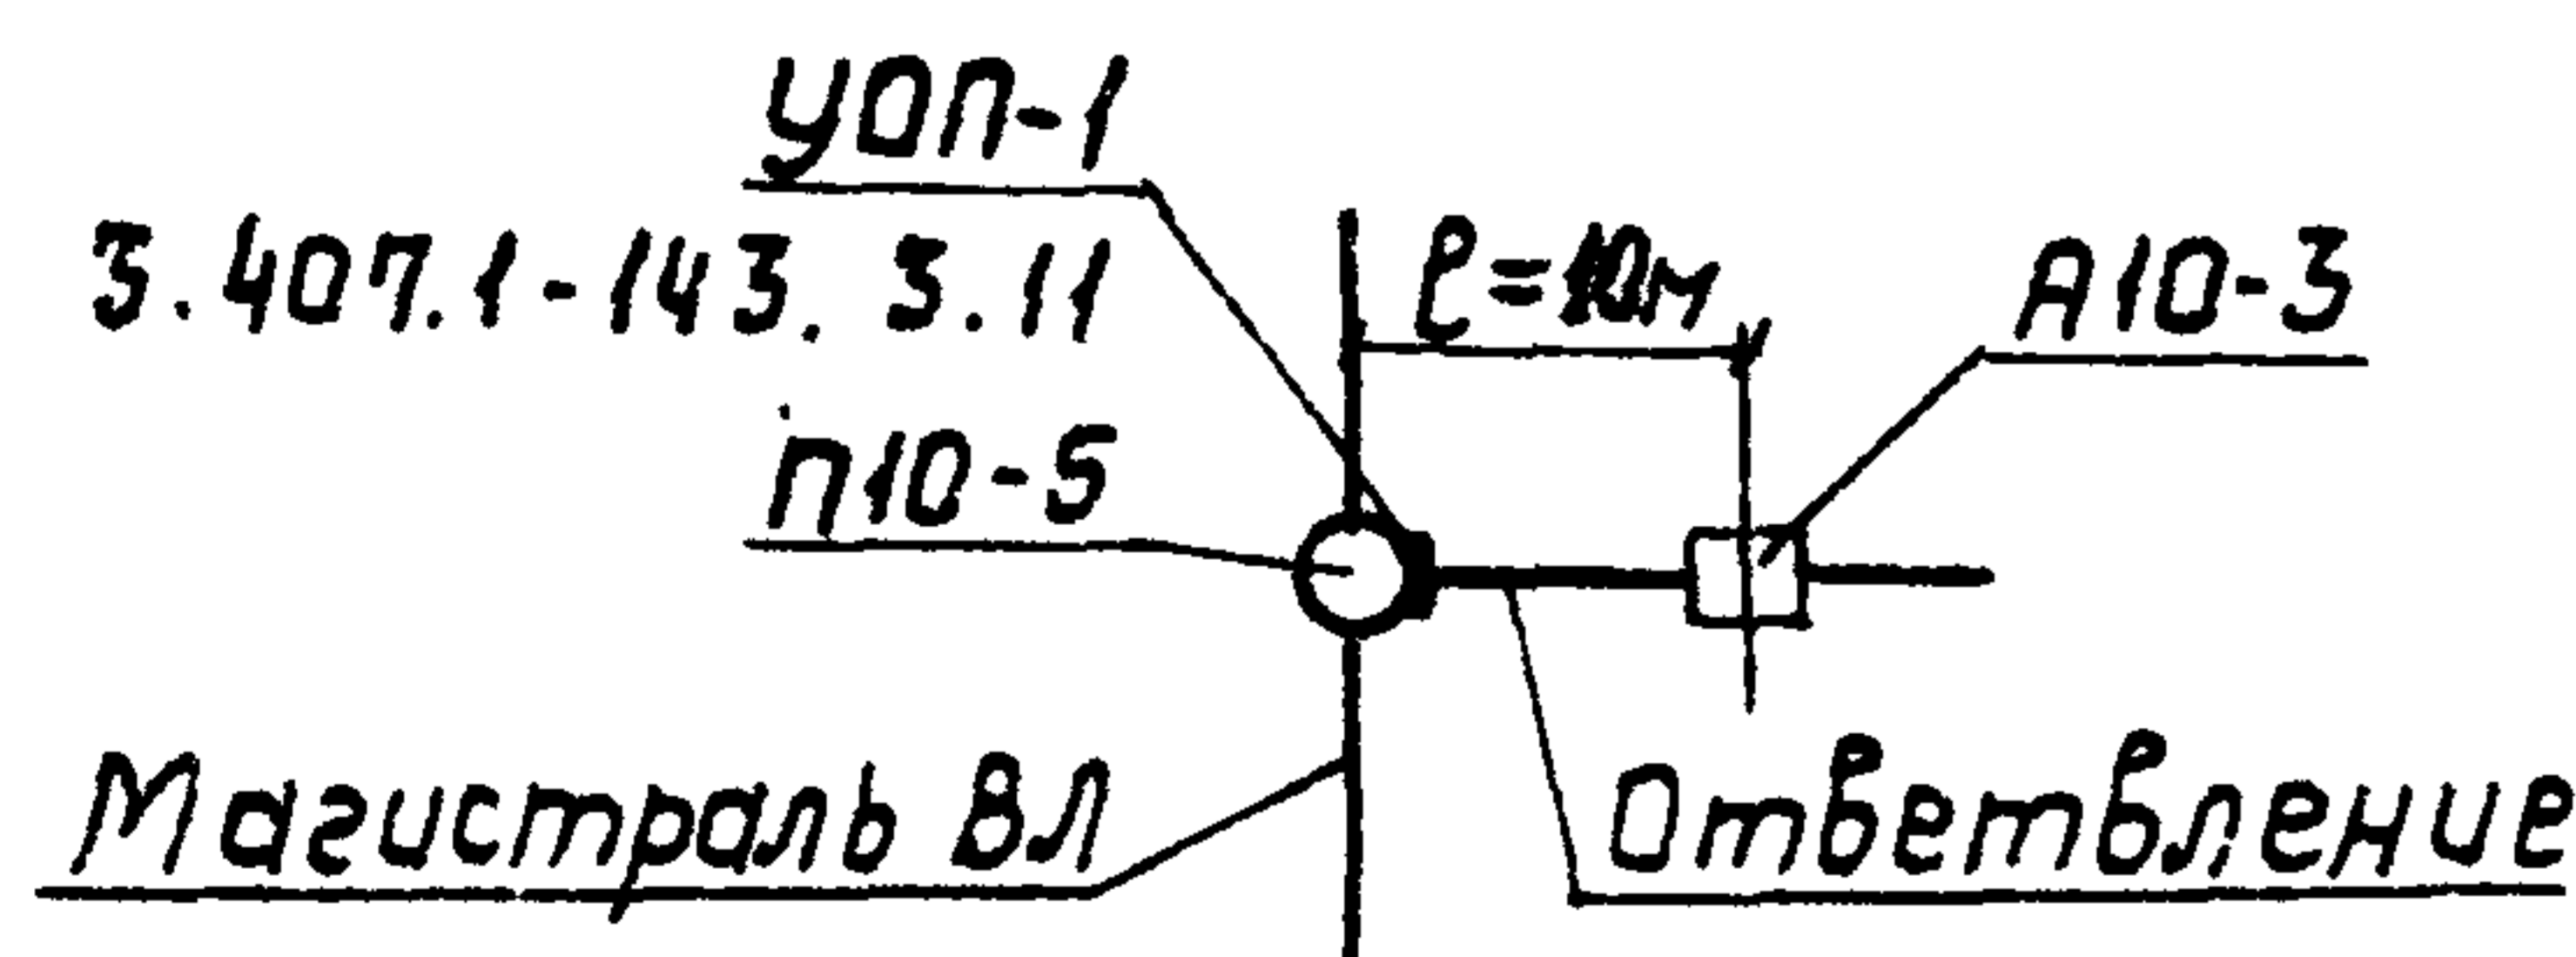 УОП-1
3.407.1-143. 3.11
ℓ=10м
А10-3
П10-5
Магистраль ВЛ
Ответвление